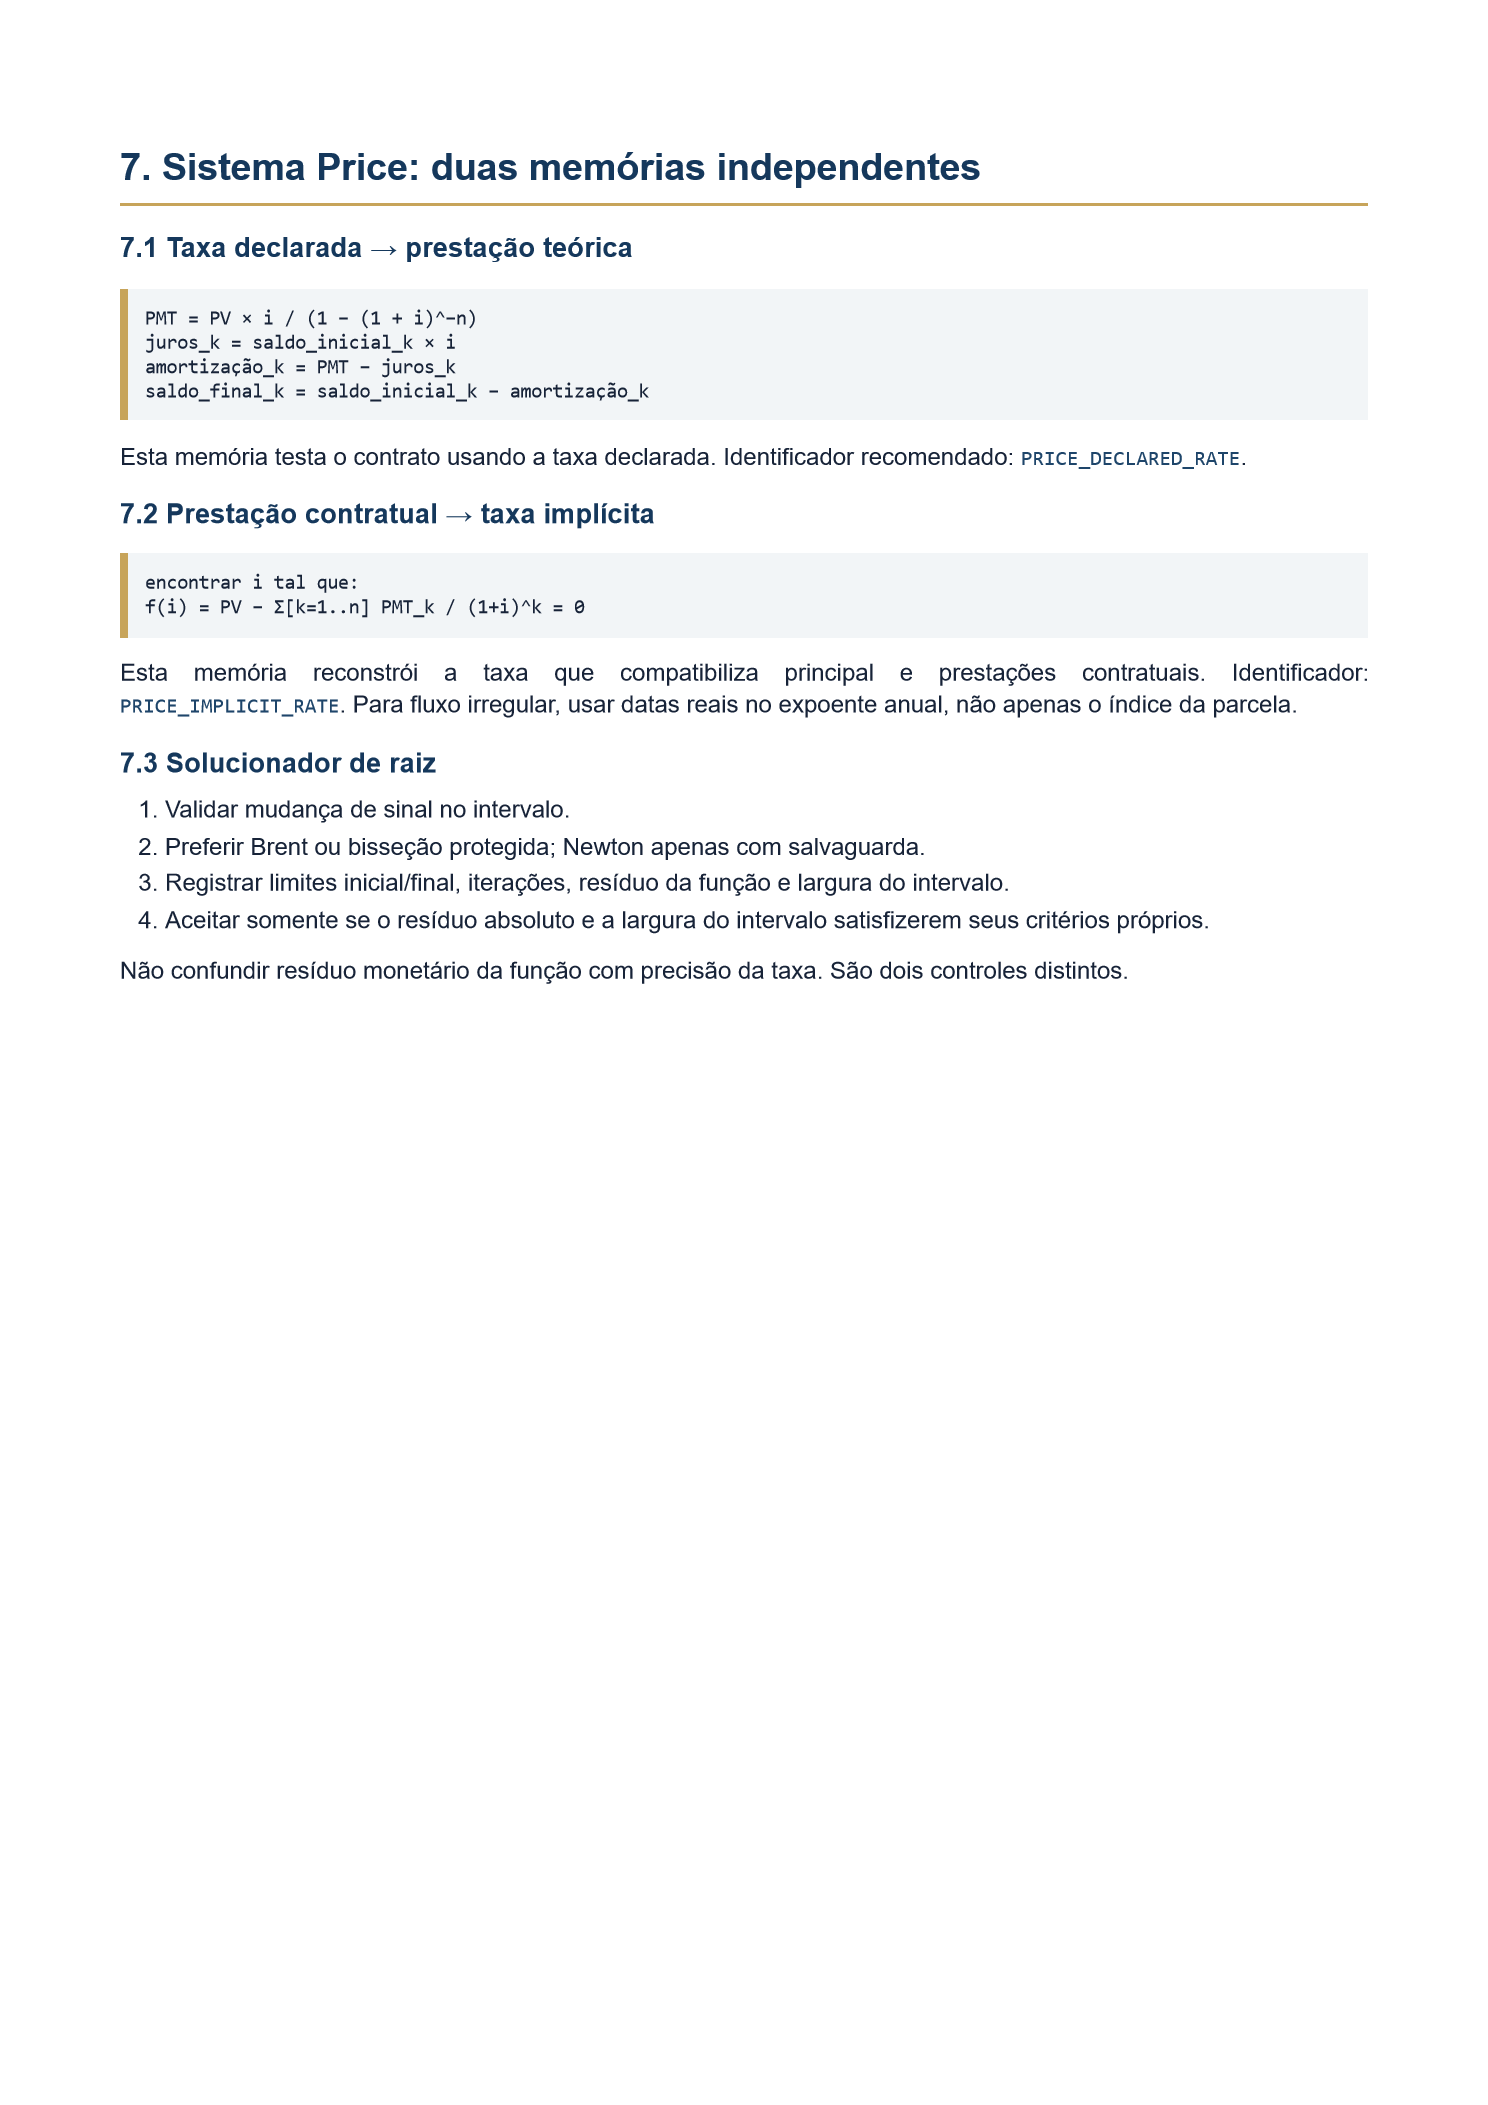 7. Sistema Price: duas memórias independentes
7.1 Taxa declarada → prestação teórica
PMT = PV × i / (1 − (1 + i)^−n)
juros_k = saldo_inicial_k × i
amortização_k = PMT − juros_k
saldo_final_k = saldo_inicial_k − amortização_k
Esta memória testa o contrato usando a taxa declarada. Identificador recomendado: PRICE_DECLARED_RATE.
7.2 Prestação contratual → taxa implícita
encontrar i tal que:
f(i) = PV − Σ[k=1..n] PMT_k / (1+i)^k = 0
Esta memória reconstrói a taxa que compatibiliza principal e prestações contratuais. Identificador:
PRICE_IMPLICIT_RATE. Para fluxo irregular, usar datas reais no expoente anual, não apenas o índice da parcela.
7.3 Solucionador de raiz
1. Validar mudança de sinal no intervalo.
2. Preferir Brent ou bisseção protegida; Newton apenas com salvaguarda.
3. Registrar limites inicial/final, iterações, resíduo da função e largura do intervalo.
4. Aceitar somente se o resíduo absoluto e a largura do intervalo satisfizerem seus critérios próprios.
Não confundir resíduo monetário da função com precisão da taxa. São dois controles distintos.